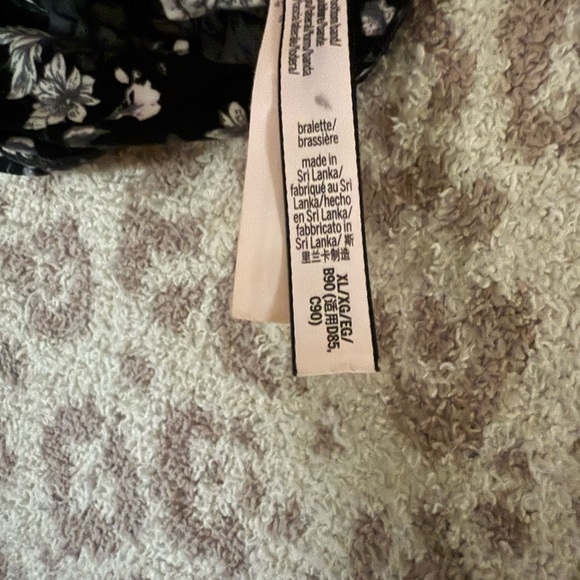 bralette/
brassière
made in
Sri Lanka/
fabriqué au Sri
Lanka/hecho
en Sri Lanka/
fabbricato in
Sri Lanka/ 斯
里兰卡制造
XL/XG/EG/
B90 (适用D85,
C90)